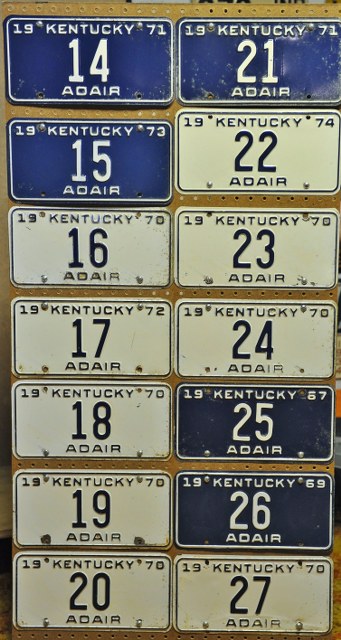 19 KENTUCKY 71
14
ADAIR
19 KENTUCKY 73
15
ADAIR
19 KENTUCKY 70
16
ADAIR
19 KENTUCKY 72
17
ADAIR
19 KENTUCKY 70
18
ADAIR
19 KENTUCKY 70
19
ADAIR
19 KENTUCKY 70
20
ADAIR
19 KENTUCKY 71
21
ADAIR
19 KENTUCKY 74
22
ADAIR
19 KENTUCKY 70
23
ADAIR
19 KENTUCKY 70
24
ADAIR
19 KENTUCKY 67
25
ADAIR
19 KENTUCKY 69
26
ADAIR
19 KENTUCKY 70
27
ADAIR